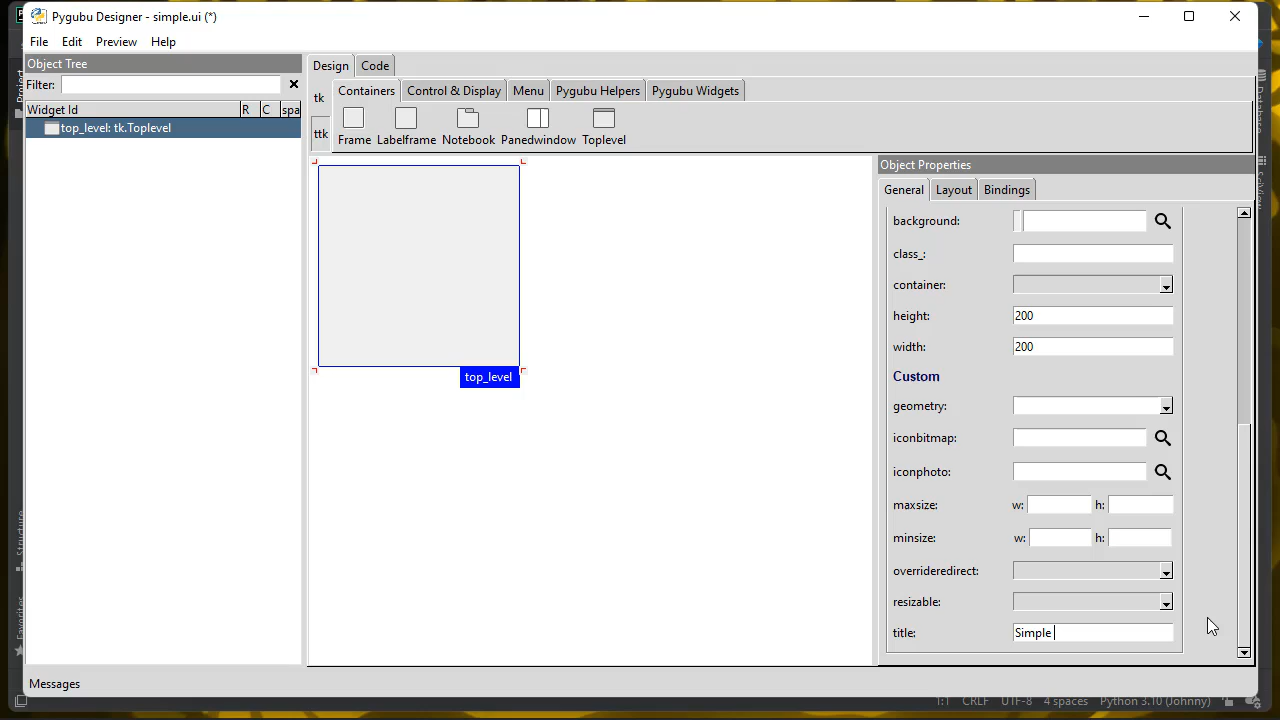 Pygubu Designer - simple.ui (*)
File Edit Preview Help
Object Tree
Filter:
Widget Id R C spa
top_level: tk.Toplevel
Design Code
tk
ttk
Containers Control & Display Menu Pygubu Helpers Pygubu Widgets
Frame Labelframe Notebook Panedwindow Toplevel
top_level
Object Properties
General Layout Bindings
background:
class_:
container:
height: 200
width: 200
Custom
geometry:
iconbitmap:
iconphoto:
maxsize: w: h:
minsize: w: h:
overrideredirect:
resizable:
title: Simple
Messages
Structure
Favorites
1:1 CRLF UTF-8 4 spaces Python 3.10 (Johnny)